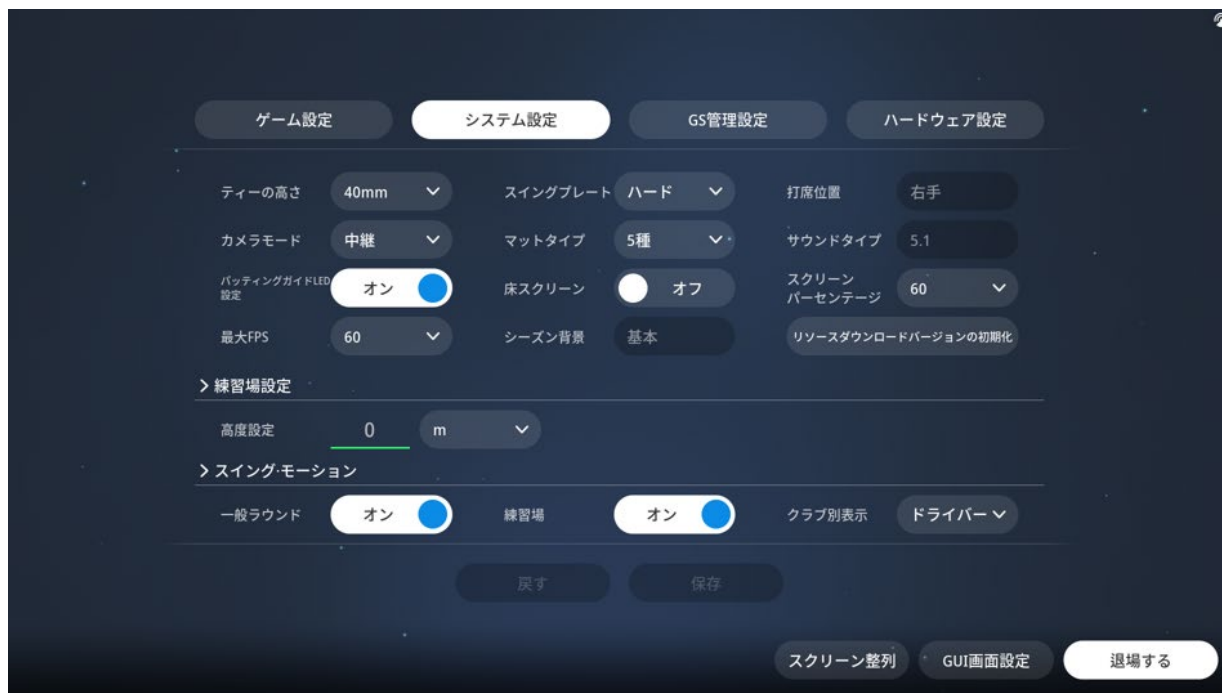 ゲーム設定
システム設定
GS管理設定
ハードウェア設定
ティーの高さ 40mm
スイングプレート ハード
打席位置 右手
カメラモード 中継
マットタイプ 5種
サウンドタイプ 5.1
パッティングガイドLED
設定
オン
床スクリーン オフ
スクリーン
パーセンテージ
60
最大FPS 60
シーズン背景 基本
リソースダウンロードバージョンの初期化
練習場設定
高度設定 0 m
スイング·モーション
一般ラウンド オン
練習場 オン
クラブ別表示 ドライバー
戻す
保存
スクリーン整列
GUI画面設定
退場する